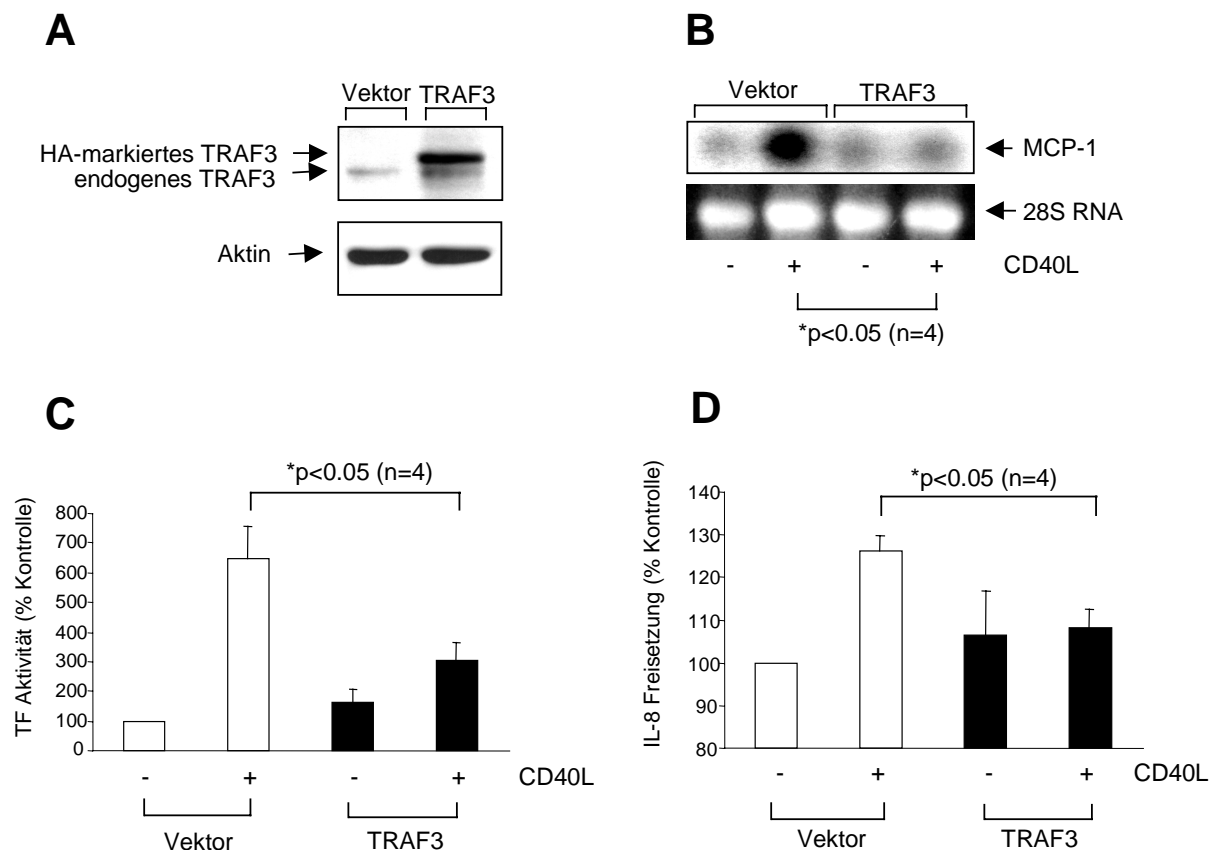 A
Vektor TRAF3
HA-markiertes TRAF3
endogenes TRAF3
Aktin
B
Vektor TRAF3
MCP-1
28S RNA
- + - + CD40L
*p<0.05 (n=4)
C
*p<0.05 (n=4)
TF Aktivität (% Kontrolle)
800
700
600
500
400
300
200
100
0
- + - + CD40L
Vektor TRAF3
D
*p<0.05 (n=4)
IL-8 Freisetzung (% Kontrolle)
140
130
120
110
100
90
80
- + - + CD40L
Vektor TRAF3